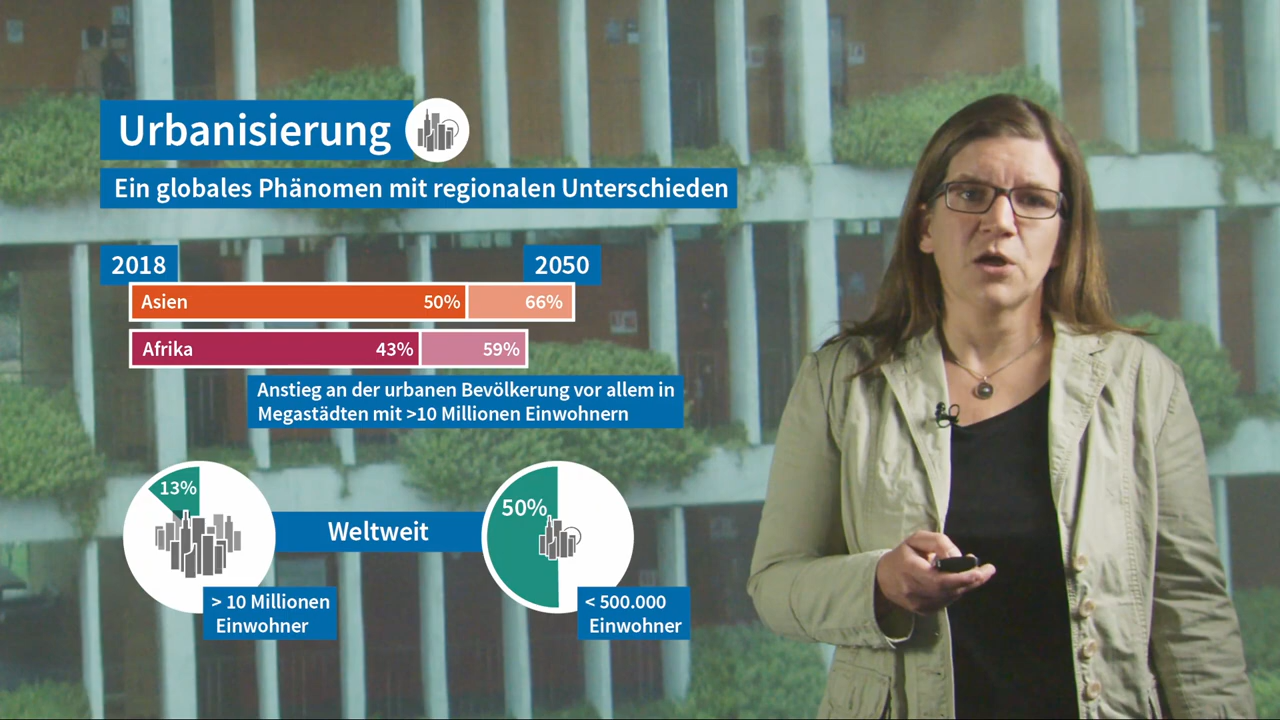 Urbanisierung
Ein globales Phänomen mit regionalen Unterschieden
2018 2050
Asien 50% 66%
Afrika 43% 59%
Anstieg an der urbanen Bevölkerung vor allem in
Megastädten mit >10 Millionen Einwohnern
13%
50%
Weltweit
> 10 Millionen
Einwohner
< 500.000
Einwohner